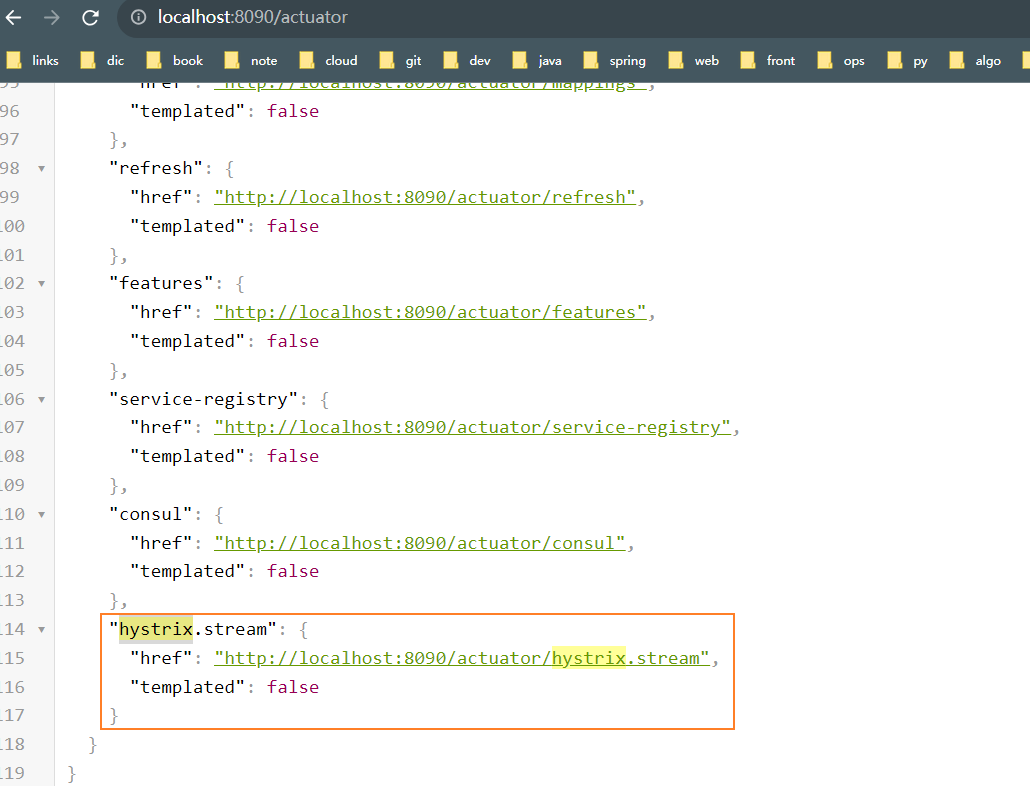 localhost:8090/actuator
links dic book note cloud git dev java spring web front ops py algo
95 "href": "http://localhost:8090/actuator/mappings",
96 "templated": false
97 },
98 "refresh": {
99 "href": "http://localhost:8090/actuator/refresh",
100 "templated": false
101 },
102 "features": {
103 "href": "http://localhost:8090/actuator/features",
104 "templated": false
105 },
106 "service-registry": {
107 "href": "http://localhost:8090/actuator/service-registry",
108 "templated": false
109 },
110 "consul": {
111 "href": "http://localhost:8090/actuator/consul",
112 "templated": false
113 },
114 "hystrix.stream": {
115 "href": "http://localhost:8090/actuator/hystrix.stream",
116 "templated": false
117 }
118 }
119 }